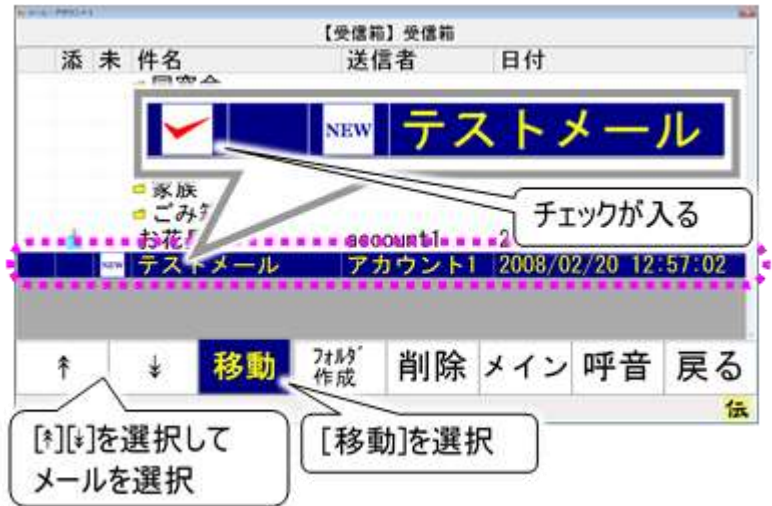 【受信箱】受信箱
添 未 件名 送信者 日付
NEW テストメール
家族
チェックが入る
account1
NEW テストメール アカウント1 2008/02/20 12:57:02
↟ ↡ 移動 フォルダ作成 削除 メイン 呼音 戻る
伝
[↟][↡]を選択して
メールを選択
[移動]を選択